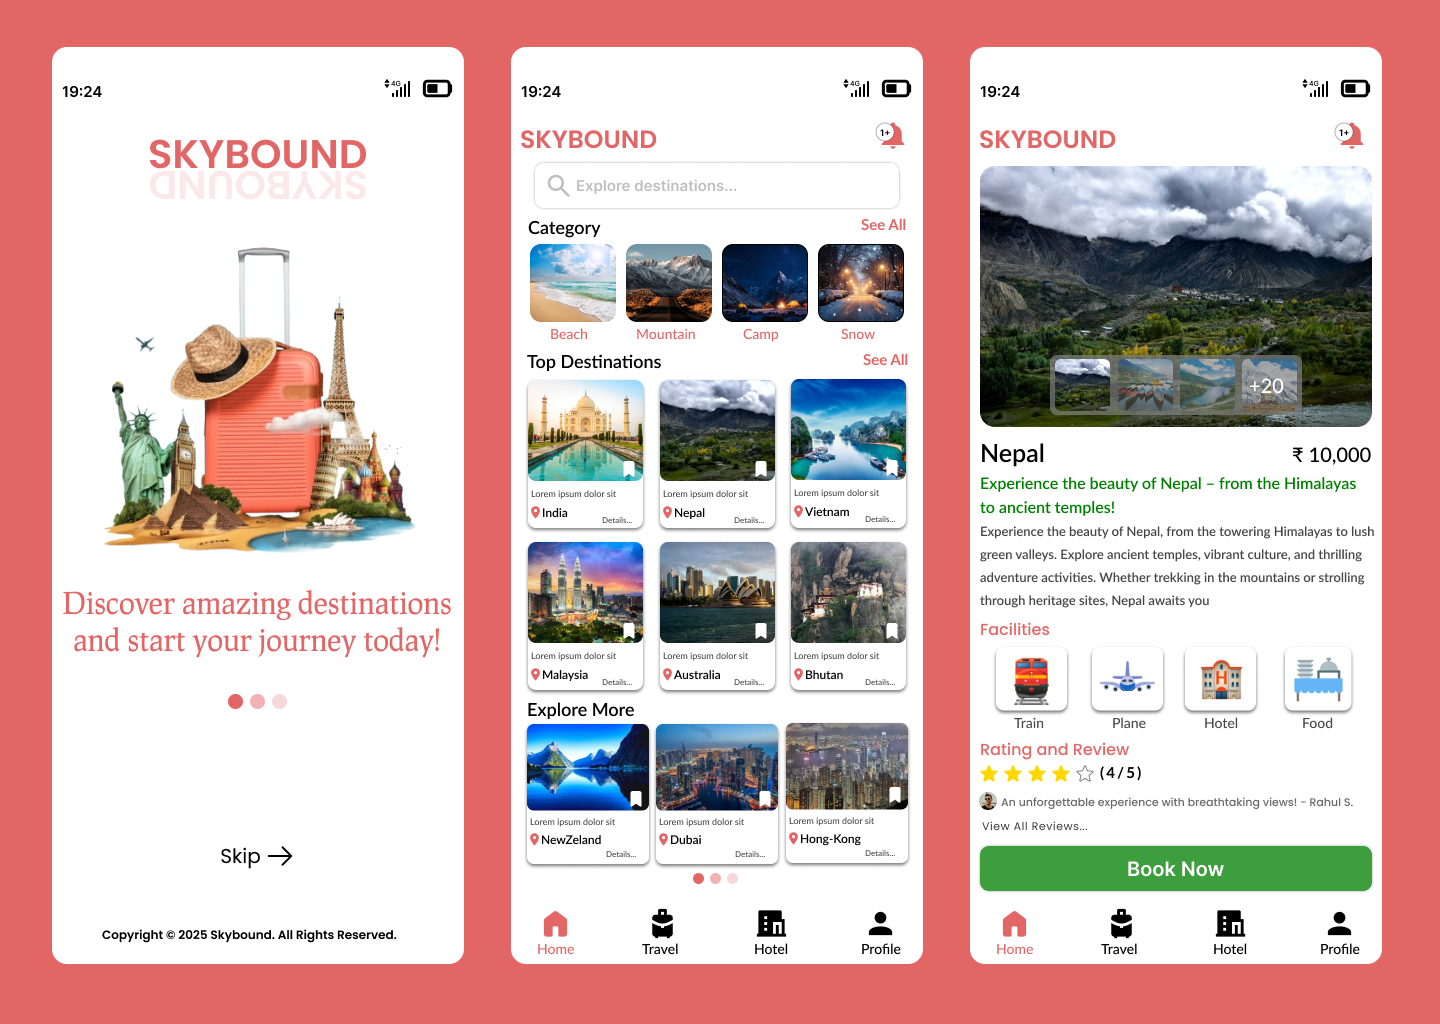 19:24
4G
SKYBOUND
SKYBOUND
Discover amazing destinations
and start your journey today!
Skip
Copyright © 2025 Skybound. All Rights Reserved.
19:24
4G
SKYBOUND
1+
Explore destinations...
Category
See All
Beach
Mountain
Camp
Snow
Top Destinations
See All
Lorem ipsum dolor sit
India
Details...
Lorem ipsum dolor sit
Nepal
Details...
Lorem ipsum dolor sit
Vietnam
Details...
Lorem ipsum dolor sit
Malaysia
Details...
Lorem ipsum dolor sit
Australia
Details...
Lorem ipsum dolor sit
Bhutan
Details...
Explore More
Lorem ipsum dolor sit
NewZeland
Details...
Lorem ipsum dolor sit
Dubai
Details...
Lorem ipsum dolor sit
Hong-Kong
Details...
Home
Travel
Hotel
Profile
19:24
4G
SKYBOUND
1+
+20
Nepal
₹ 10,000
Experience the beauty of Nepal – from the Himalayas
to ancient temples!
Experience the beauty of Nepal, from the towering Himalayas to lush
green valleys. Explore ancient temples, vibrant culture, and thrilling
adventure activities. Whether trekking in the mountains or strolling
through heritage sites, Nepal awaits you
Facilities
H
Train
Plane
Hotel
Food
Rating and Review
(4/5)
An unforgettable experience with breathtaking views! - Rahul S.
View All Reviews...
Book Now
Home
Travel
Hotel
Profile